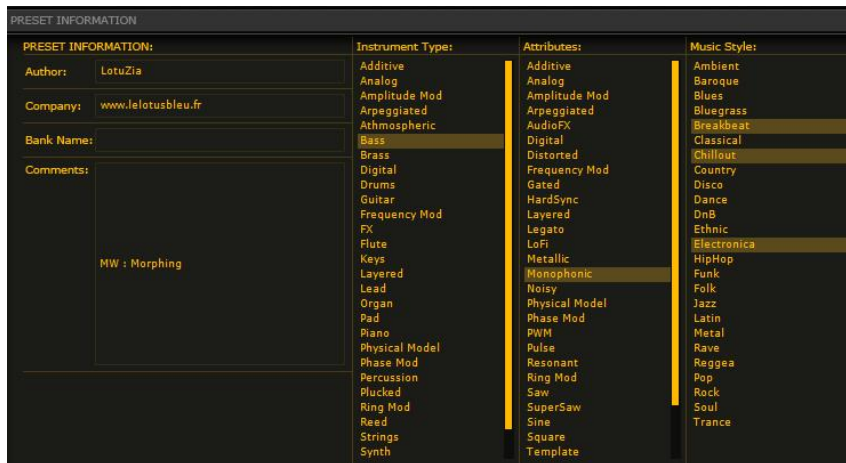 PRESET INFORMATION
PRESET INFORMATION:
Author:
LotuZia
Company:
www.lelotusbleu.fr
Bank Name:
Comments:
MW : Morphing
Instrument Type:
Additive
Analog
Amplitude Mod
Arpeggiated
Athmospheric
Bass
Brass
Digital
Drums
Guitar
Frequency Mod
FX
Flute
Keys
Layered
Lead
Organ
Pad
Piano
Physical Model
Phase Mod
Percussion
Plucked
Ring Mod
Reed
Strings
Synth
Attributes:
Additive
Analog
Amplitude Mod
Arpeggiated
AudioFX
Digital
Distorted
Frequency Mod
Gated
HardSync
Layered
Legato
LoFi
Metallic
Monophonic
Noisy
Physical Model
Phase Mod
PWM
Pulse
Resonant
Ring Mod
Saw
SuperSaw
Sine
Square
Template
Music Style:
Ambient
Baroque
Blues
Bluegrass
Breakbeat
Classical
Chillout
Country
Disco
Dance
DnB
Ethnic
Electronica
HipHop
Funk
Folk
Jazz
Latin
Metal
Rave
Reggea
Pop
Rock
Soul
Trance